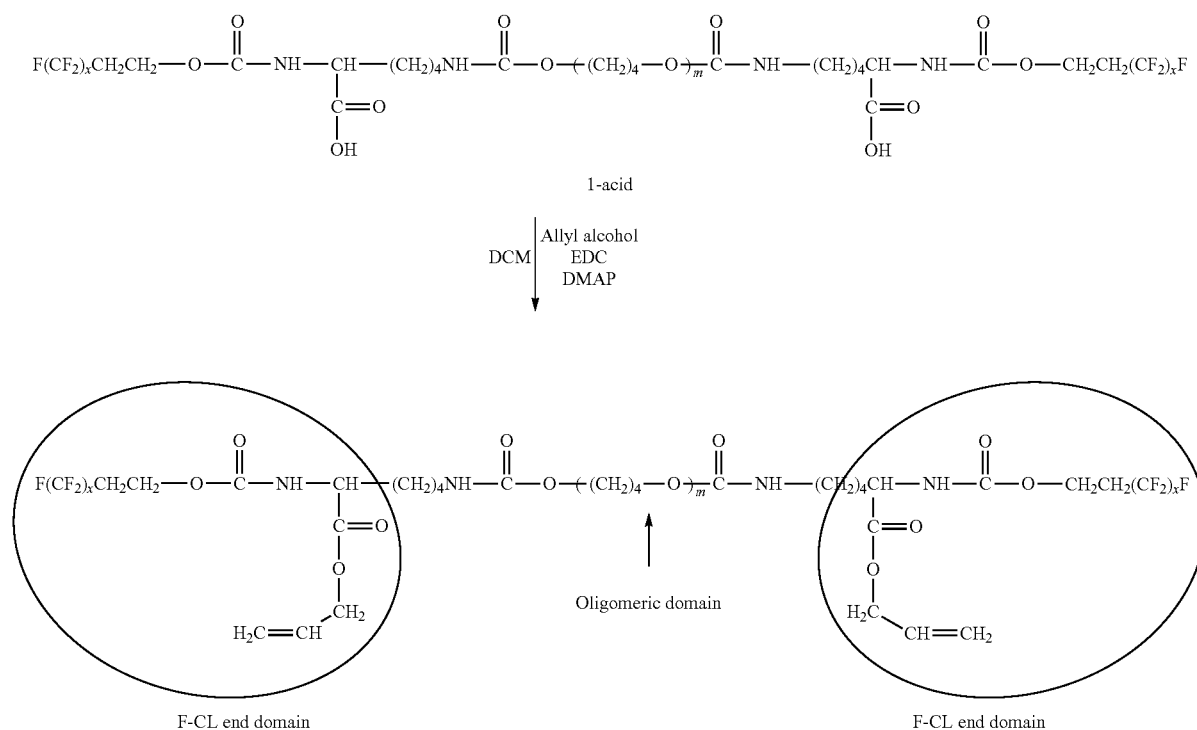 O O O O
F(CF2)xCH2CH2—O—C—NH—CH—(CH2)4NH—C—O—((CH2)4—O)m—C—NH—(CH2)4CH—NH—C—O—CH2CH2(CF2)xF
C=O C=O
OH OH
1-acid
Allyl alcohol
DCM EDC
DMAP
O O O O
F(CF2)xCH2CH2—O—C—NH—CH—(CH2)4NH—C—O—((CH2)4—O)m—C—NH—(CH2)4CH—NH—C—O—CH2CH2(CF2)xF
C=O C=O
O O
Oligomeric domain
CH2 H2C
H2C=CH CH=CH2
F-CL end domain F-CL end domain